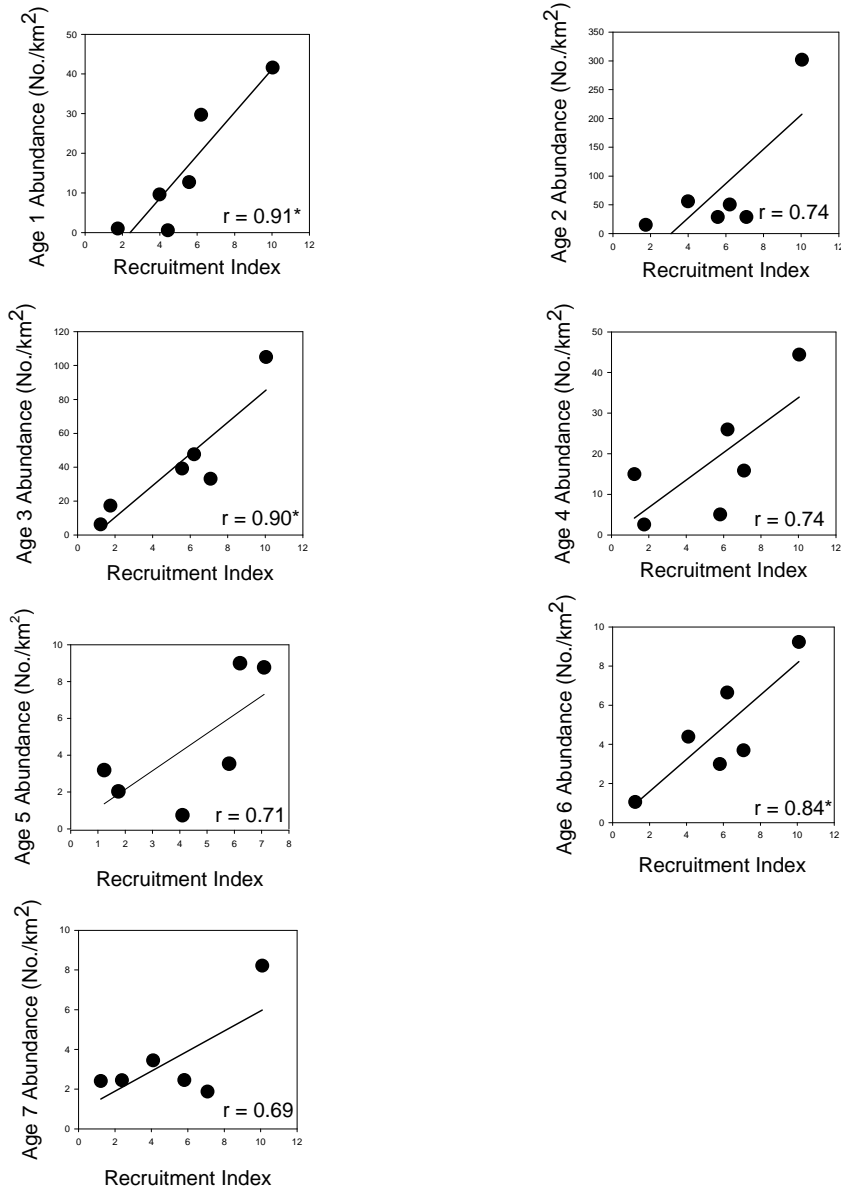 Age 1 Abundance (No./km²)
50
40
30
20
10
0
0 2 4 6 8 10 12
r = 0.91*
Recruitment Index
Age 2 Abundance (No./km²)
350
300
250
200
150
100
50
0
0 2 4 6 8 10 12
r = 0.74
Recruitment Index
Age 3 Abundance (No./km²)
120
100
80
60
40
20
0
0 2 4 6 8 10 12
r = 0.90*
Recruitment Index
Age 4 Abundance (No./km²)
50
40
30
20
10
0
0 2 4 6 8 10 12
r = 0.74
Recruitment Index
Age 5 Abundance (No./km²)
10
8
6
4
2
0
0 1 2 3 4 5 6 7 8
r = 0.71
Recruitment Index
Age 6 Abundance (No./km²)
10
8
6
4
2
0
0 2 4 6 8 10 12
r = 0.84*
Recruitment Index
Age 7 Abundance (No./km²)
10
8
6
4
2
0
0 2 4 6 8 10 12
r = 0.69
Recruitment Index